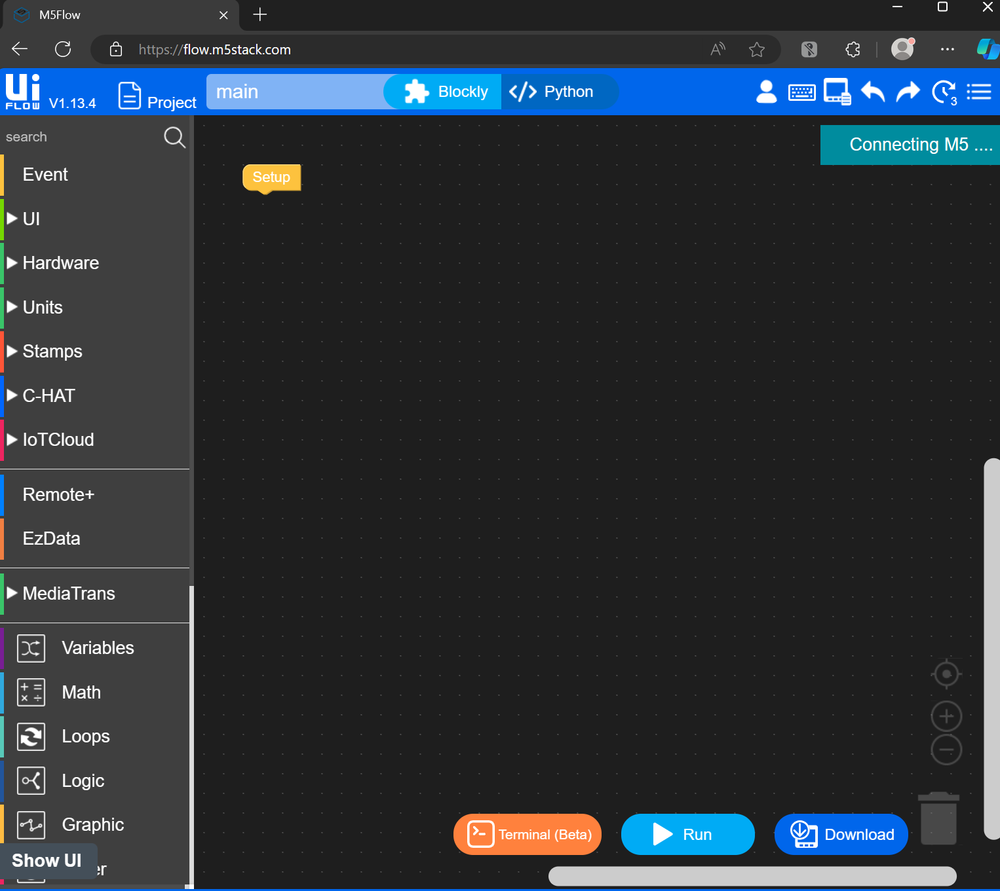 M5Flow
https://flow.m5stack.com
Ui FLOW V1.13.4
Project
main
Blockly
Python
3
search
Connecting M5 ....
Event
Setup
UI
Hardware
Units
Stamps
C-HAT
IoTCloud
Remote+
EzData
MediaTrans
Variables
Math
Loops
Logic
Graphic
Terminal (Beta)
Run
Download
Show UI
er